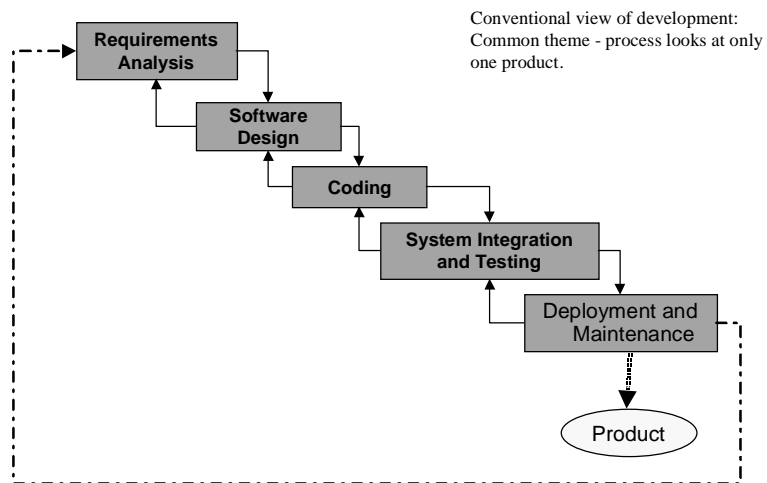 Conventional view of development:
Common theme - process looks at only
one product.
Requirements
Analysis
Software
Design
Coding
System Integration
and Testing
Deployment and
Maintenance
Product